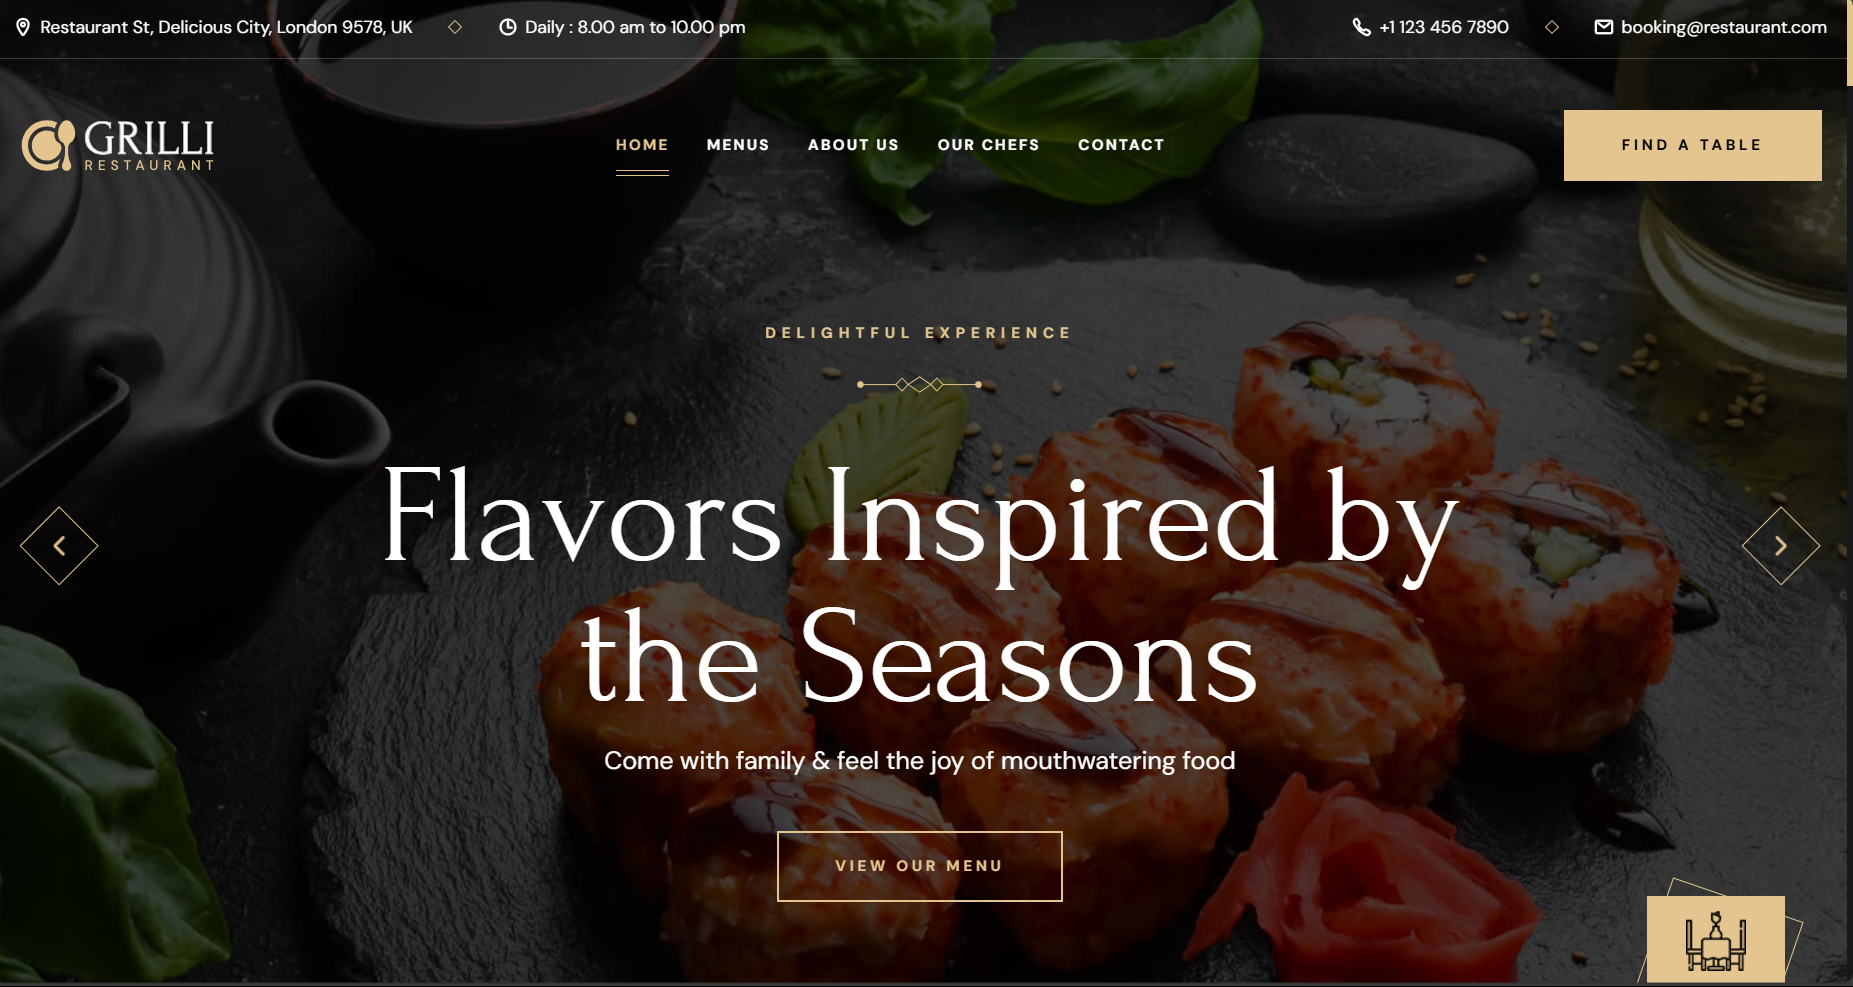 Restaurant St, Delicious City, London 9578, UK
Daily : 8.00 am to 10.00 pm
+1 123 456 7890
booking@restaurant.com
GRILLI
RESTAURANT
HOME
MENUS
ABOUT US
OUR CHEFS
CONTACT
FIND A TABLE
DELIGHTFUL EXPERIENCE
Flavors Inspired by
the Seasons
Come with family & feel the joy of mouthwatering food
VIEW OUR MENU